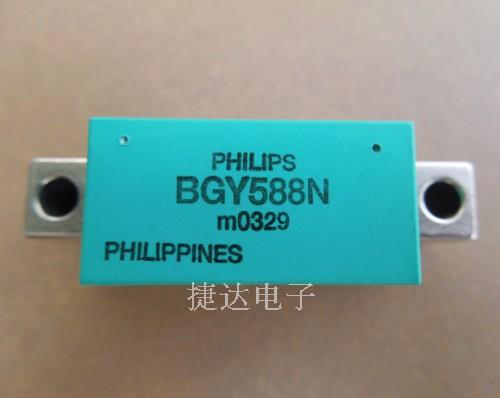 PHILIPS
BGY588N
m0329
PHILIPPINES
捷达电子